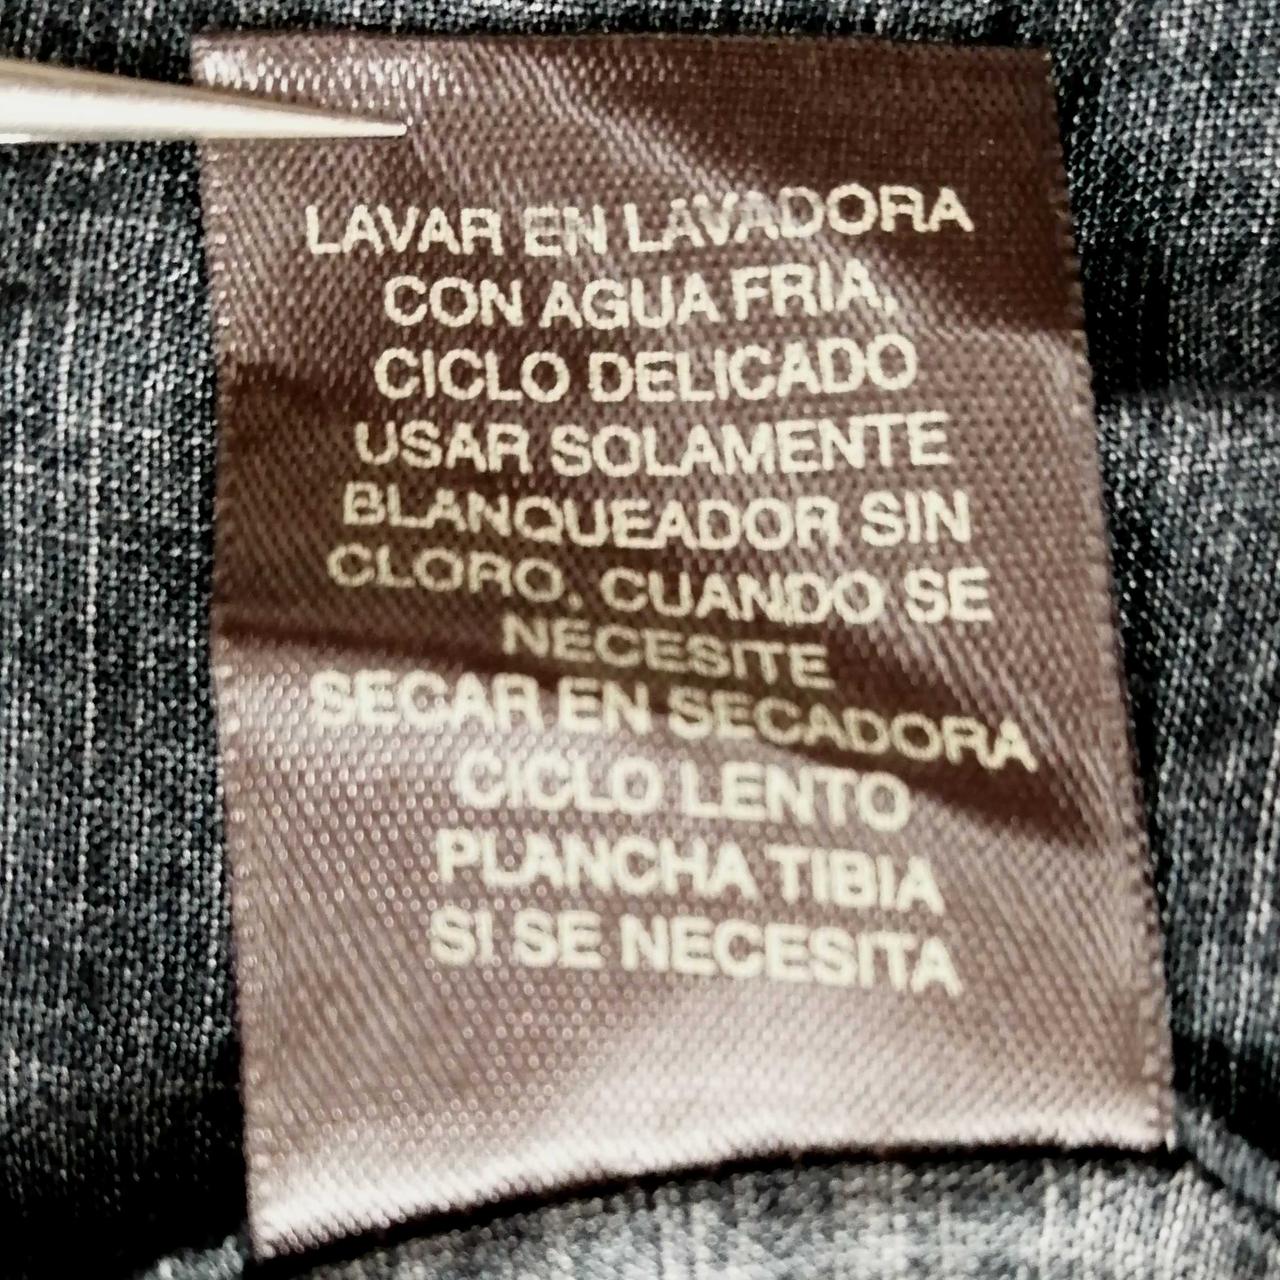 LAVAR EN LAVADORA
CON AGUA FRIA,
CICLO DELICADO
USAR SOLAMENTE
BLANQUEADOR SIN
CLORO, CUANDO SE
NECESITE
SECAR EN SECADORA
CICLO LENTO
PLANCHA TIBIA
SI SE NECESITA